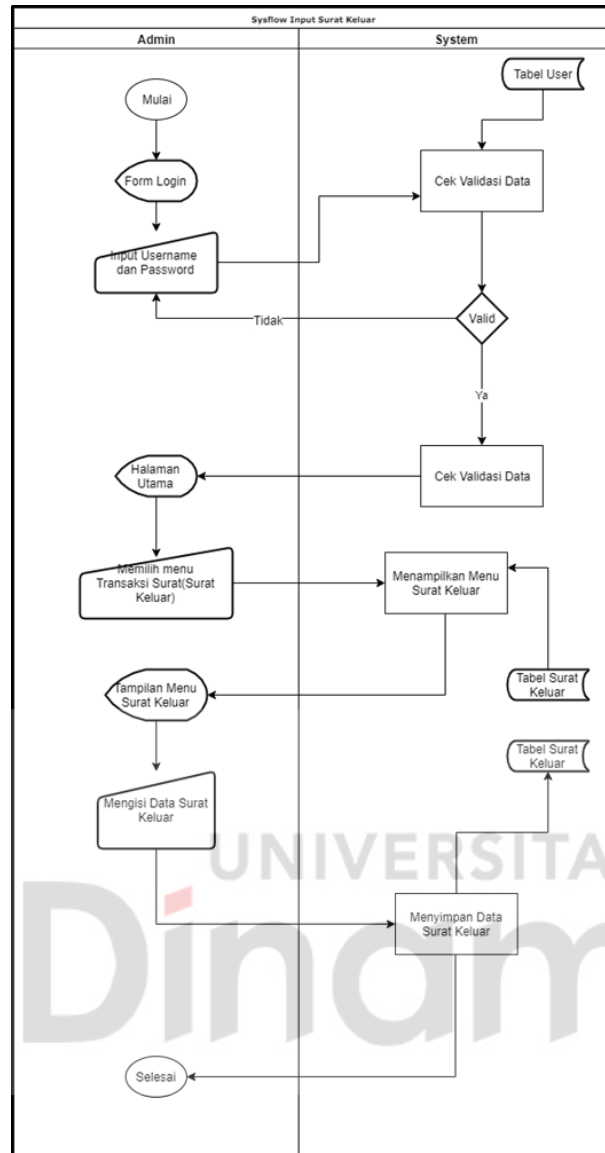 Sysflow Input Surat Keluar
Admin
System
Tabel User
Mulai
Cek Validasi Data
Form Login
Input Username
dan Password
Tidak
Valid
Ya
Halaman
Utama
Cek Validasi Data
Memilih menu
Transaksi Surat(Surat
Keluar)
Menampilkan Menu
Surat Keluar
Tampilan Menu
Surat Keluar
Tabel Surat
Keluar
Tabel Surat
Keluar
Mengisi Data Surat
Keluar
UNIVERSITA
Dinam
Menyimpan Data
Surat Keluar
Selesai